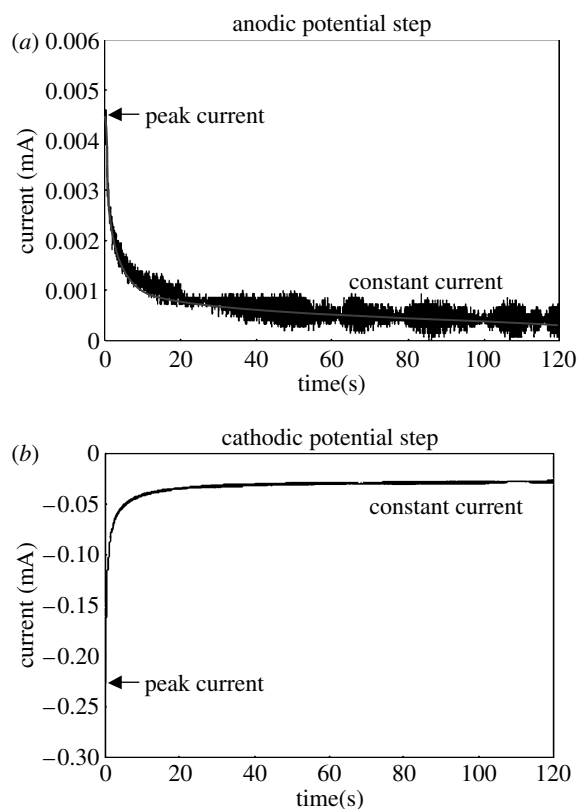 anodic potential step
(a)
0.006
0.005
peak current
0.004
current (mA)
0.003
0.002
constant current
0.001
0
0 20 40 60 80 100 120
time(s)
cathodic potential step
(b)
0
−0.05
constant current
−0.10
current (mA)
−0.15
−0.20
peak current
−0.25
−0.30
0 20 40 60 80 100 120
time(s)